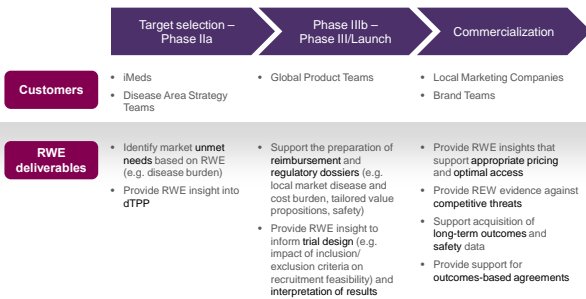 Target selection –
Phase IIa
Phase IIIb –
Phase III/Launch
Commercialization
Customers
• iMeds
• Disease Area Strategy
Teams
• Global Product Teams
• Local Marketing Companies
• Brand Teams
RWE
deliverables
• Identify market unmet
needs based on RWE
(e.g. disease burden)
• Provide RWE insight into
dTPP
• Support the preparation of
reimbursement and
regulatory dossiers (e.g.
local market disease and
cost burden, tailored value
propositions, safety)
• Provide RWE insight to
inform trial design (e.g.
impact of inclusion/
exclusion criteria on
recruitment feasibility) and
interpretation of results
• Provide RWE insights that
support appropriate pricing
and optimal access
• Provide REW evidence against
competitive threats
• Support acquisition of
long-term outcomes and
safety data
• Provide support for
outcomes-based agreements